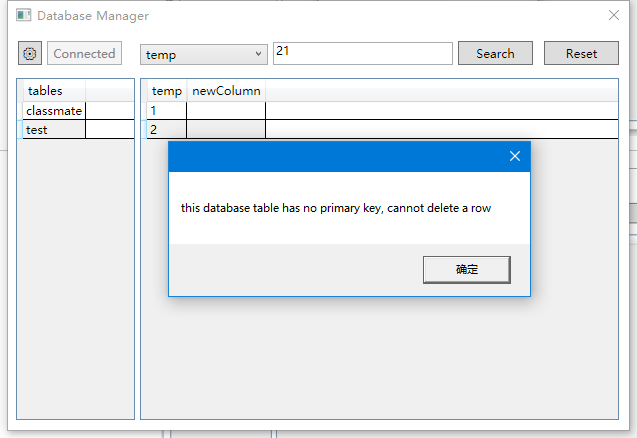 Database Manager
Connected
temp
21
Search
Reset
tables
classmate
test
temp newColumn
1
2
this database table has no primary key, cannot delete a row
确定